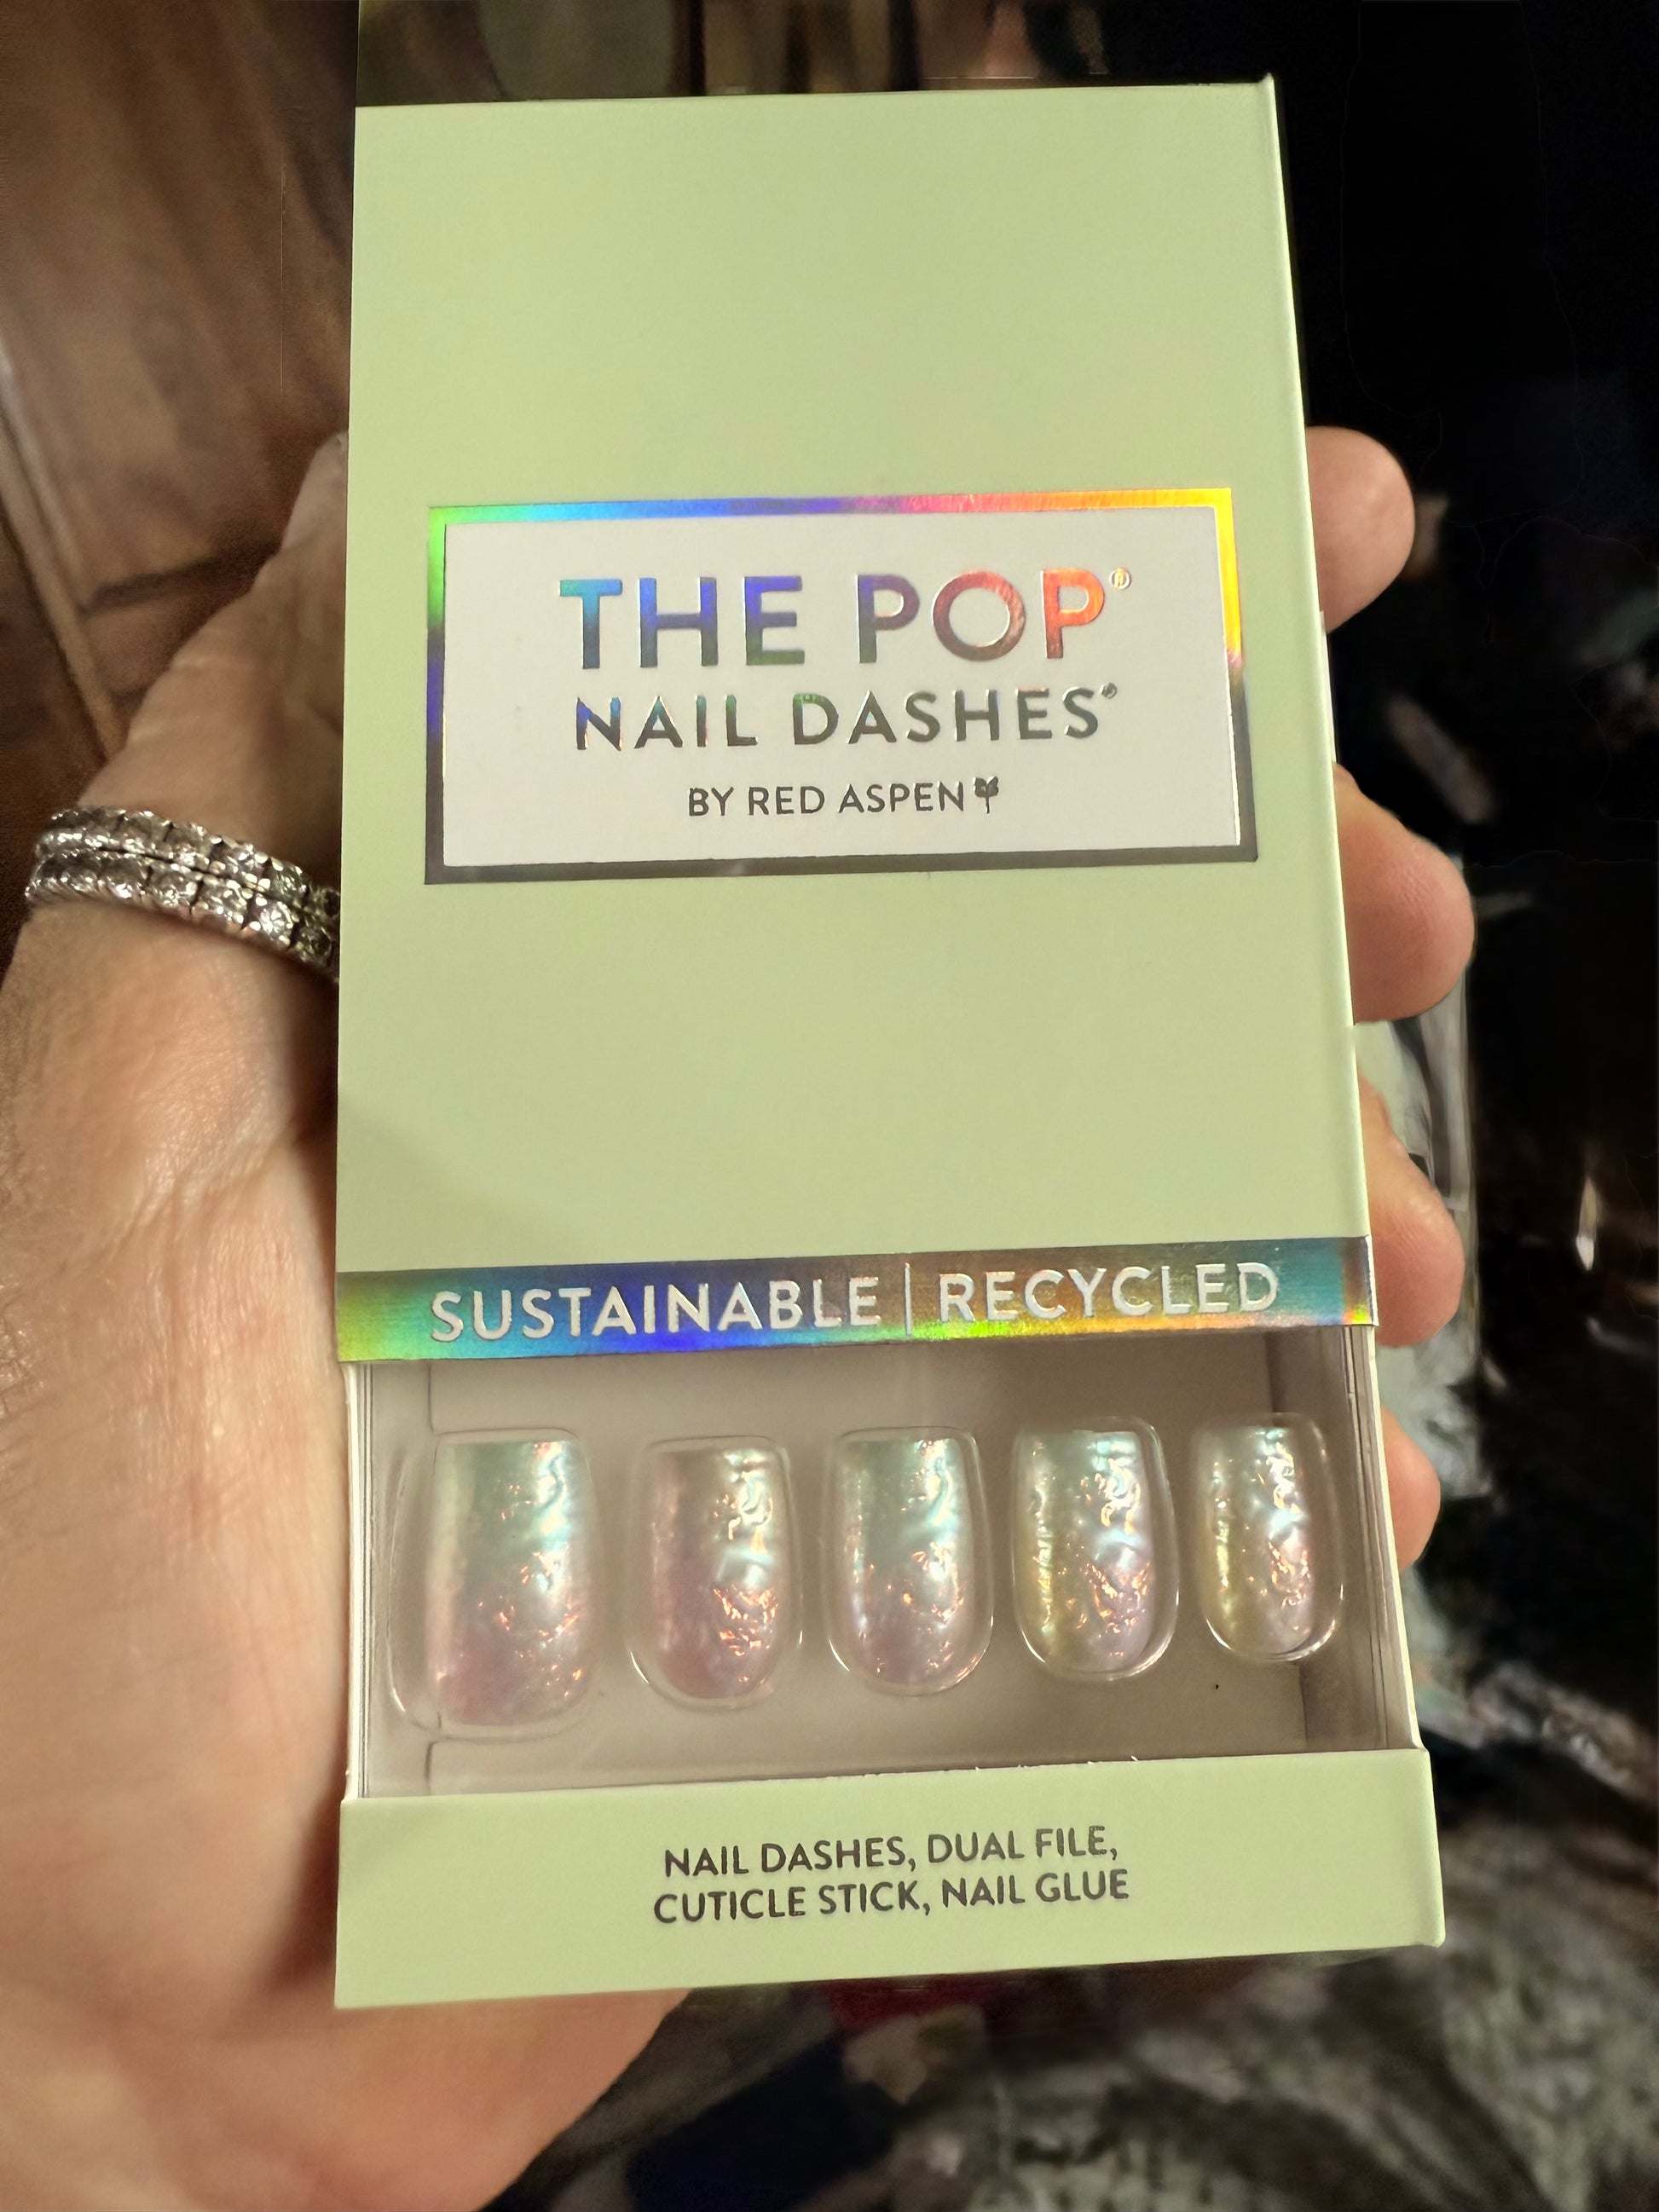 THE POP®
NAIL DASHES®
BY RED ASPEN
SUSTAINABLE | RECYCLED
NAIL DASHES, DUAL FILE,
CUTICLE STICK, NAIL GLUE